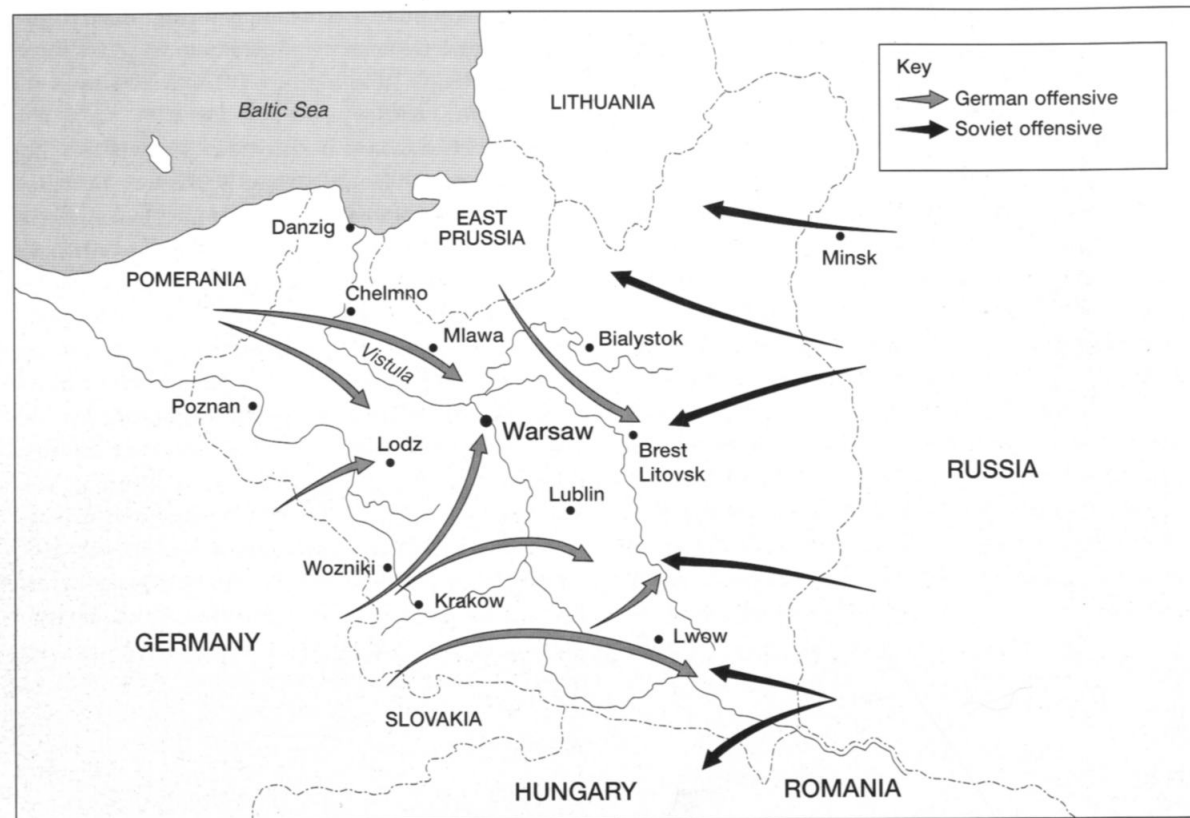 Key
German offensive
Soviet offensive
Baltic Sea
LITHUANIA
Danzig
EAST
PRUSSIA
Minsk
POMERANIA
Chelmno
Mlawa
Bialystok
Vistula
Poznan
Warsaw
Lodz
Brest
Litovsk
RUSSIA
Lublin
Wozniki
Krakow
Lwow
GERMANY
SLOVAKIA
HUNGARY
ROMANIA